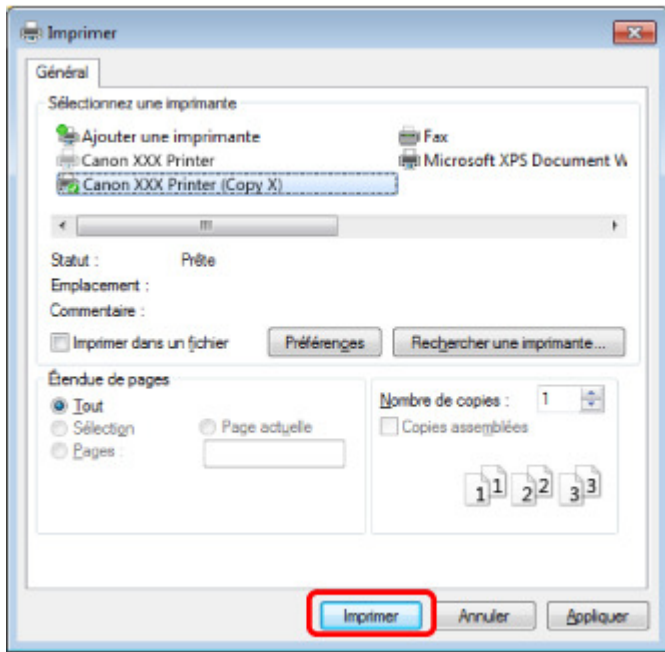 Imprimer
Général
Sélectionnez une imprimante
Ajouter une imprimante
Fax
Canon XXX Printer
Microsoft XPS Document W
Canon XXX Printer (Copy X)
Statut : Prête
Emplacement :
Commentaire :
Imprimer dans un fichier
Préférences
Rechercher une imprimante...
Étendue de pages
Tout
Sélection
Page actuelle
Pages :
Nombre de copies : 1
Copies assemblées
1 1 2 2 3 3
Imprimer
Annuler
Appliquer